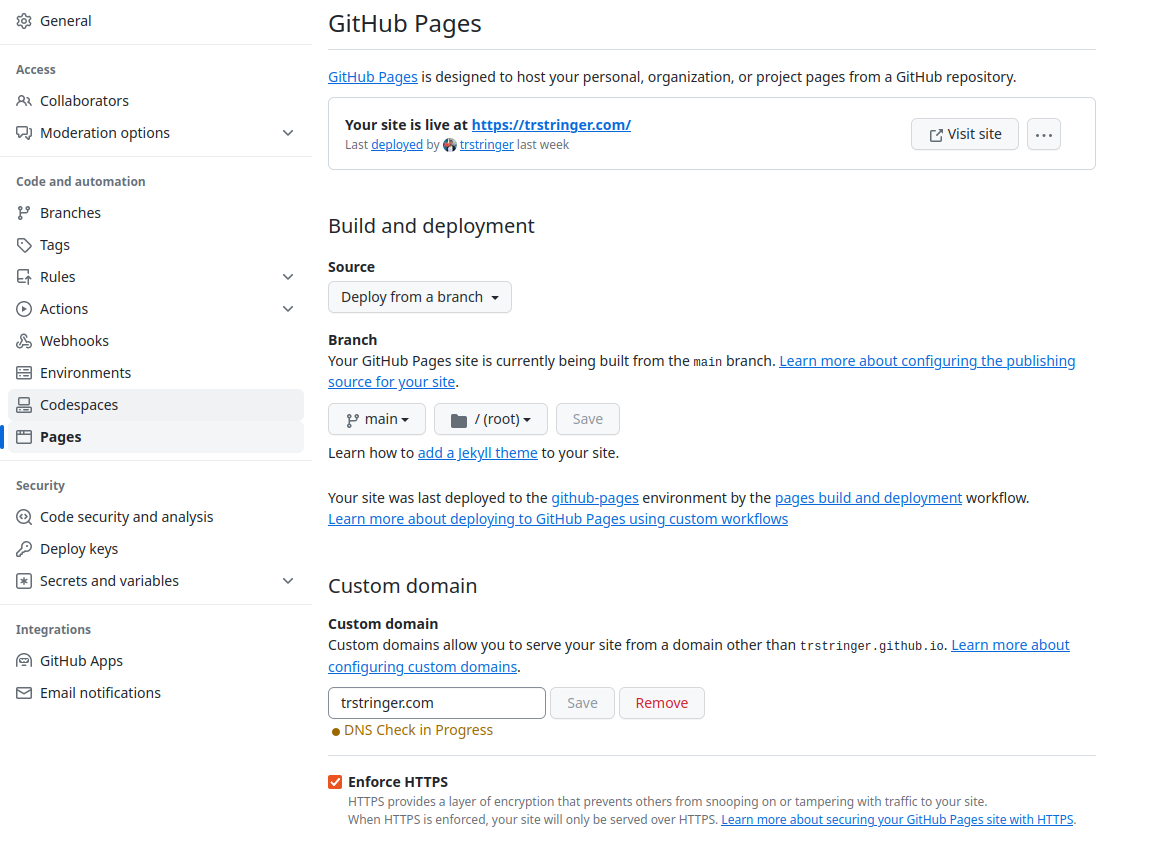 General
Access
Collaborators
Moderation options
Code and automation
Branches
Tags
Rules
Actions
Webhooks
Environments
Codespaces
Pages
Security
Code security and analysis
Deploy keys
Secrets and variables
Integrations
GitHub Apps
Email notifications
GitHub Pages
GitHub Pages is designed to host your personal, organization, or project pages from a GitHub repository.
Your site is live at https://trstringer.com/
Last deployed by trstringer last week
Visit site
Build and deployment
Source
Deploy from a branch
Branch
Your GitHub Pages site is currently being built from the main branch. Learn more about configuring the publishing
source for your site.
main
/ (root)
Save
Learn how to add a Jekyll theme to your site.
Your site was last deployed to the github-pages environment by the pages build and deployment workflow.
Learn more about deploying to GitHub Pages using custom workflows
Custom domain
Custom domain
Custom domains allow you to serve your site from a domain other than trstringer.github.io. Learn more about
configuring custom domains.
trstringer.com
Save
Remove
DNS Check in Progress
Enforce HTTPS
HTTPS provides a layer of encryption that prevents others from snooping on or tampering with traffic to your site.
When HTTPS is enforced, your site will only be served over HTTPS. Learn more about securing your GitHub Pages site with HTTPS.